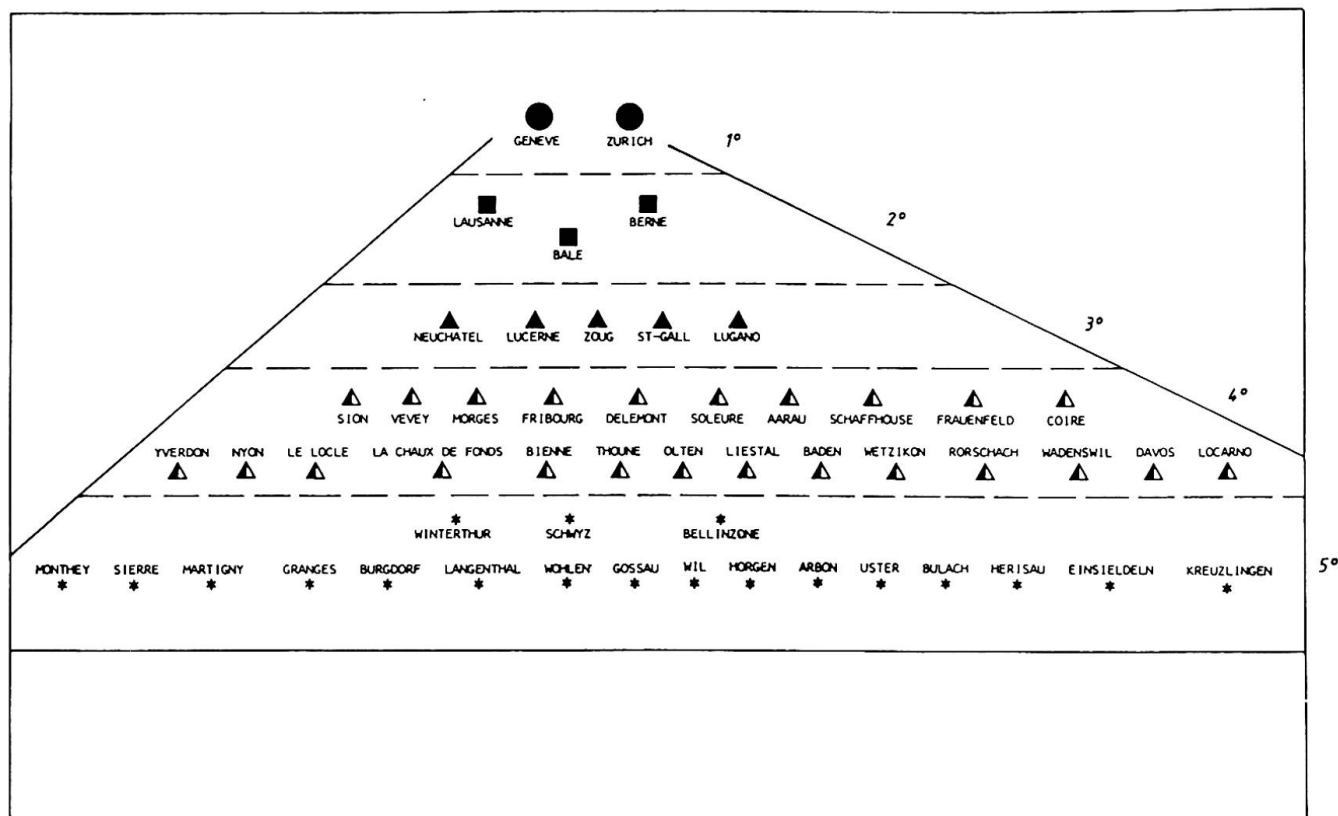 GENEVE ZURICH 1°
LAUSANNE BERNE 2°
BALE
NEUCHATEL LUCERNE ZOUG ST-GALL LUGANO 3°
SION VEVEY MORGES FRIBOURG DELEMONT SOLEURE AARAU SCHAFFHOUSE FRAUENFELD COIRE 4°
YVERDON NYON LE LOCLE LA CHAUX DE FONDS BIENNE THOUNE OLTEN LIESTAL BADEN WETZIKON RORSCHACH WADENSWIL DAVOS LOCARNO
WINTERTHUR SCHWYZ BELLINZONE
MONTHEY SIERRE MARTIGNY GRANGES BURGDORF LANGENTHAL WOHLEN GOSSAU WIL HORGEN ARBON USTER BULACH HERISAU EINSIELDELN KREUZLINGEN 5°